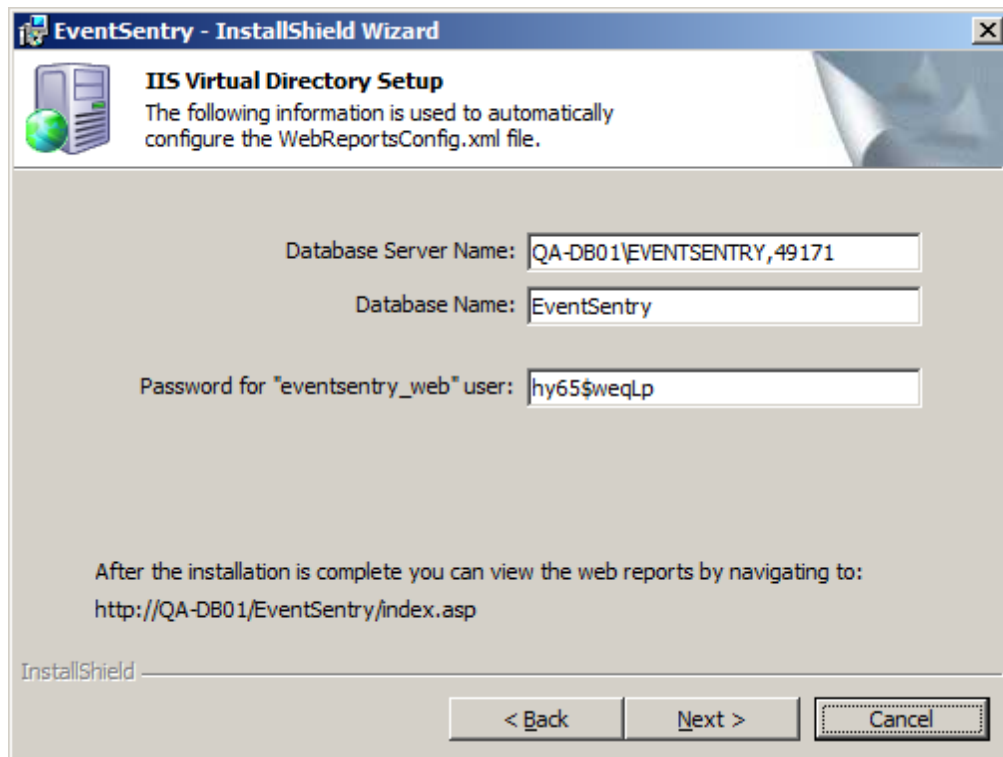 EventSentry - InstallShield Wizard
IIS Virtual Directory Setup
The following information is used to automatically
configure the WebReportsConfig.xml file.
Database Server Name: QA-DB01\EVENTSENTRY,49171
Database Name: EventSentry
Password for "eventsentry_web" user: hy65$weqLp
After the installation is complete you can view the web reports by navigating to:
http://QA-DB01/EventSentry/index.asp
InstallShield
< Back Next > Cancel